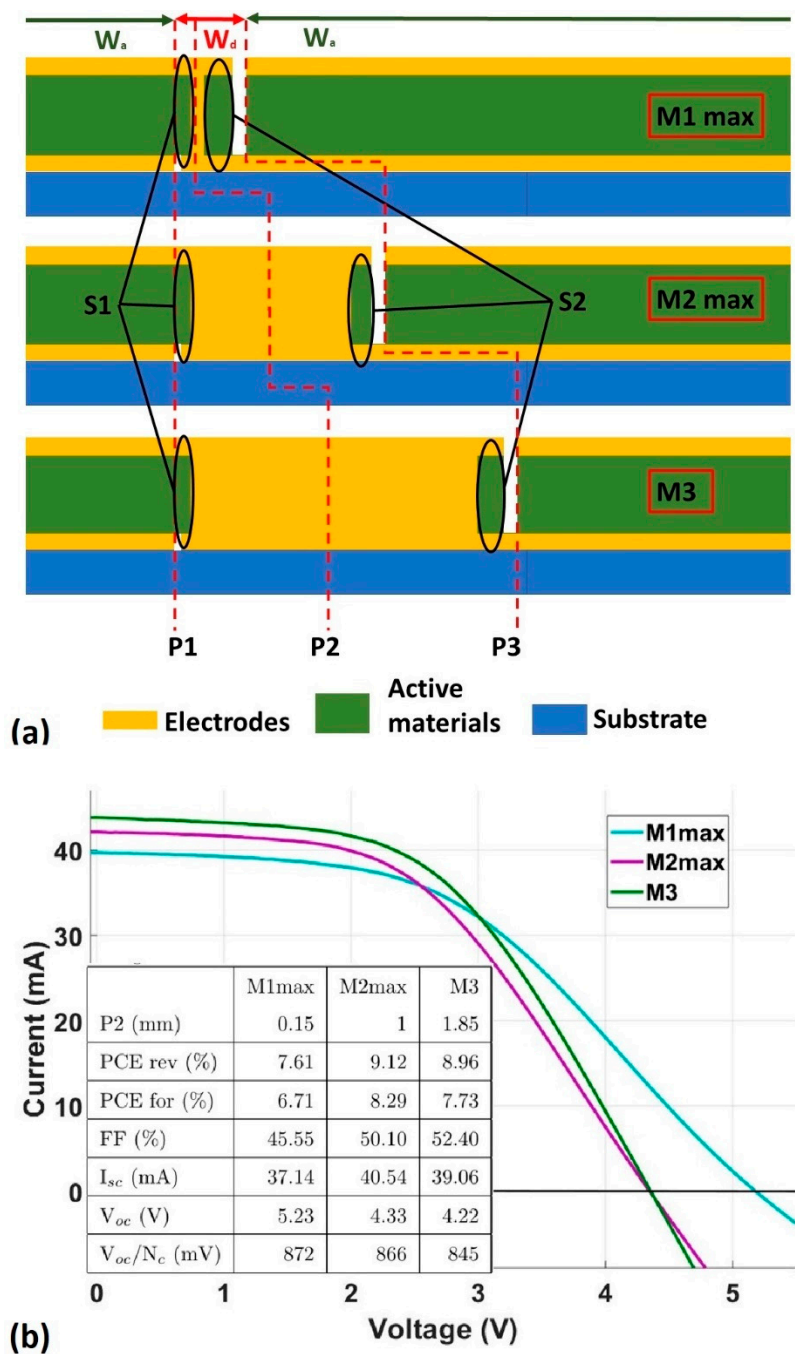 Wa Wd Wa
M1 max
S1 M2 max S2
M3
P1 P2 P3
Electrodes Active materials Substrate
(a)
M1max
M2max
M3
Current (mA)
40
30
20
10
0
M1max M2max M3
P2 (mm) 0.15 1 1.85
PCE rev (%) 7.61 9.12 8.96
PCE for (%) 6.71 8.29 7.73
FF (%) 45.55 50.10 52.40
Isc (mA) 37.14 40.54 39.06
Voc (V) 5.23 4.33 4.22
Voc/Nc (mV) 872 866 845
0 1 2 3 4 5
Voltage (V)
(b)